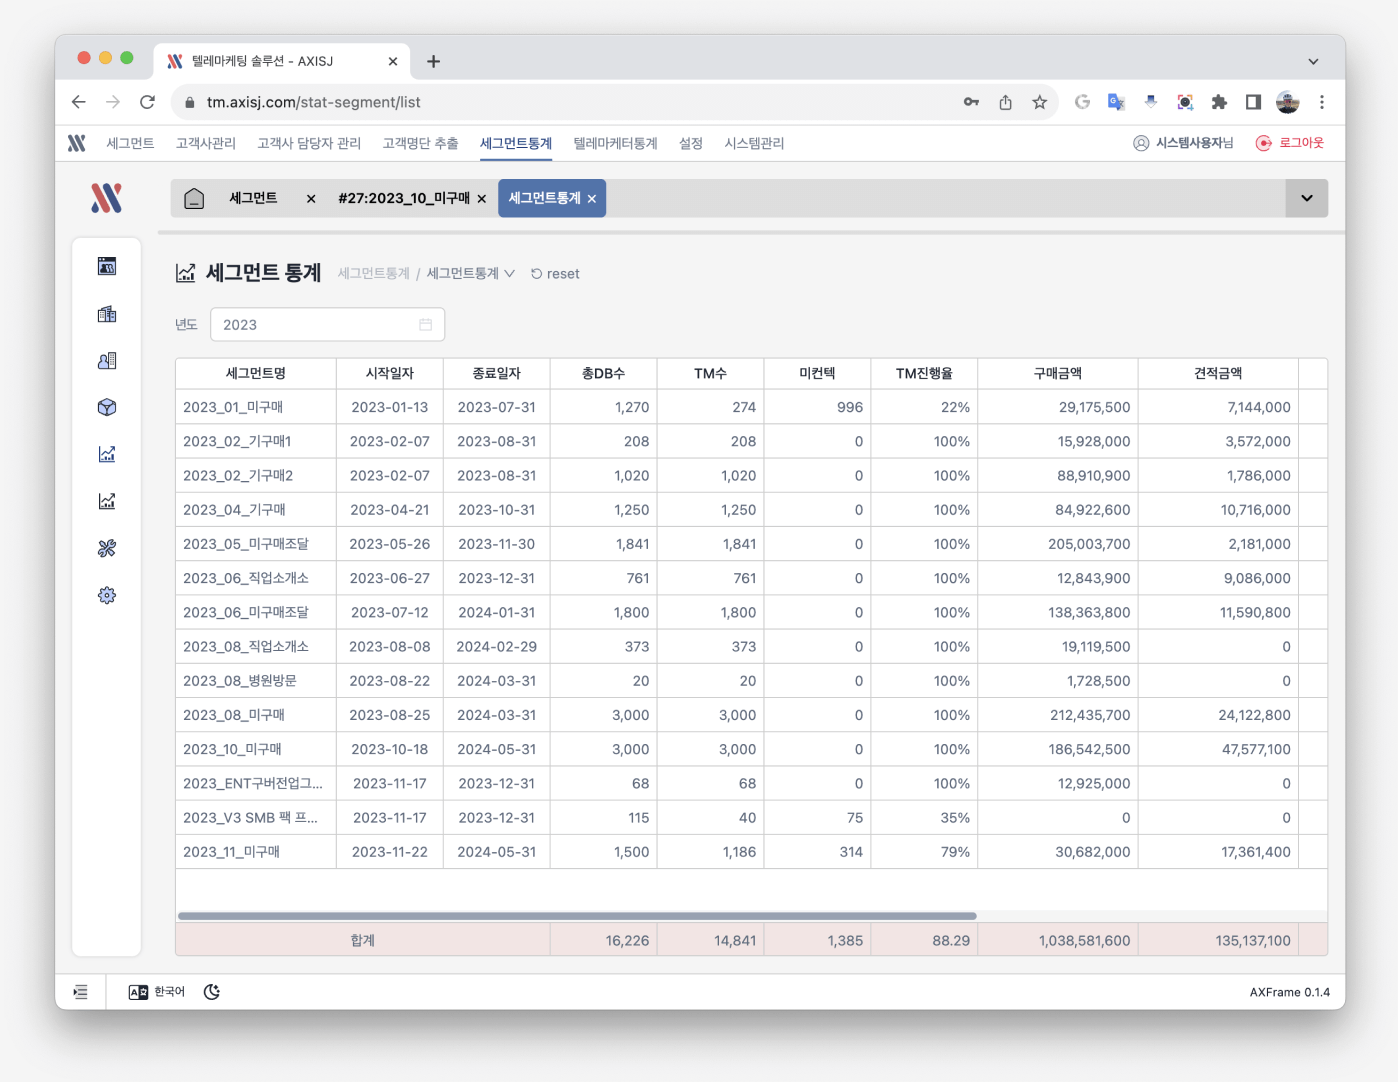 텔레마케팅 솔루션 - AXISJ
tm.axisj.com/stat-segment/list
세그먼트 고객사관리 고객사 담당자 관리 고객명단 추출 세그먼트통계 텔레마케터통계 설정 시스템관리 시스템사용자님 로그아웃
세그먼트 #27:2023_10_미구매 세그먼트통계
세그먼트 통계 세그먼트통계 / 세그먼트통계 reset
년도 2023
세그먼트명 시작일자 종료일자 총DB수 TM수 미컨텍 TM진행율 구매금액 견적금액
2023_01_미구매 2023-01-13 2023-07-31 1,270 274 996 22% 29,175,500 7,144,000
2023_02_기구매1 2023-02-07 2023-08-31 208 208 0 100% 15,928,000 3,572,000
2023_02_기구매2 2023-02-07 2023-08-31 1,020 1,020 0 100% 88,910,900 1,786,000
2023_04_기구매 2023-04-21 2023-10-31 1,250 1,250 0 100% 84,922,600 10,716,000
2023_05_미구매조달 2023-05-26 2023-11-30 1,841 1,841 0 100% 205,003,700 2,181,000
2023_06_직업소개소 2023-06-27 2023-12-31 761 761 0 100% 12,843,900 9,086,000
2023_06_미구매조달 2023-07-12 2024-01-31 1,800 1,800 0 100% 138,363,800 11,590,800
2023_08_직업소개소 2023-08-08 2024-02-29 373 373 0 100% 19,119,500 0
2023_08_병원방문 2023-08-22 2024-03-31 20 20 0 100% 1,728,500 0
2023_08_미구매 2023-08-25 2024-03-31 3,000 3,000 0 100% 212,435,700 24,122,800
2023_10_미구매 2023-10-18 2024-05-31 3,000 3,000 0 100% 186,542,500 47,577,100
2023_ENT구버전업그... 2023-11-17 2023-12-31 68 68 0 100% 12,925,000 0
2023_V3 SMB 팩 프... 2023-11-17 2023-12-31 115 40 75 35% 0 0
2023_11_미구매 2023-11-22 2024-05-31 1,500 1,186 314 79% 30,682,000 17,361,400
합계 16,226 14,841 1,385 88.29 1,038,581,600 135,137,100
한국어 AXFrame 0.1.4